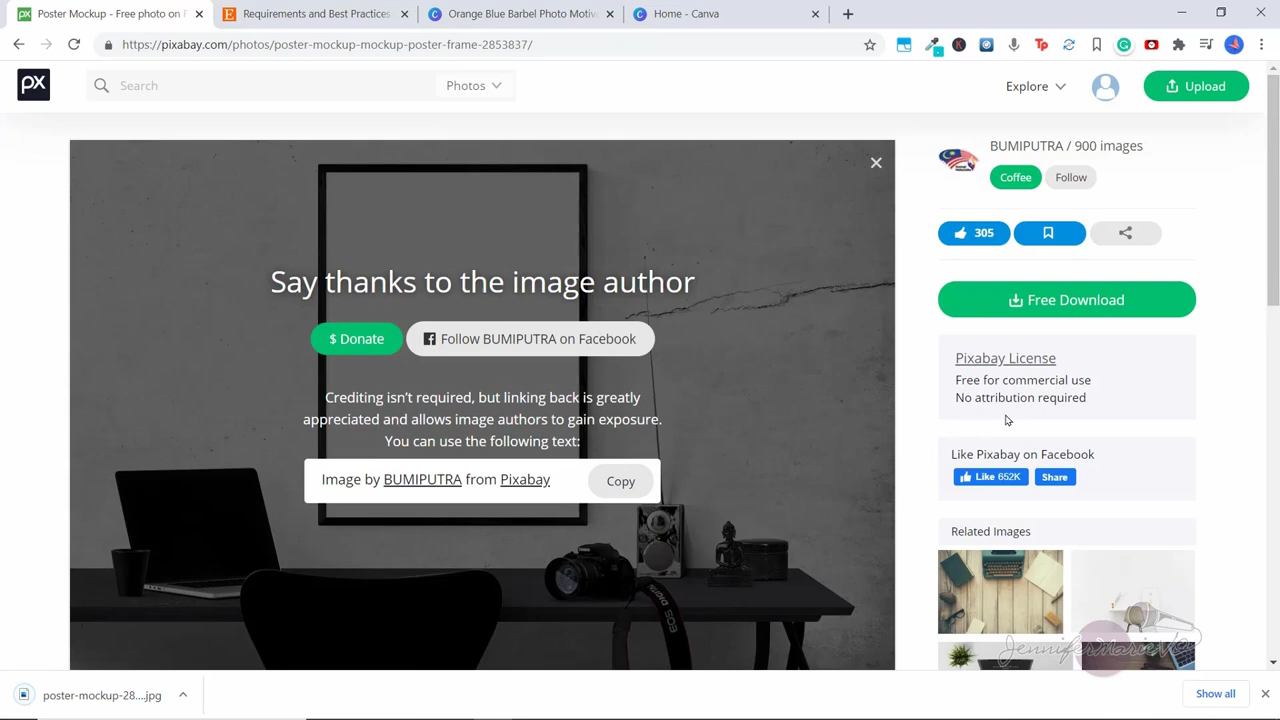 Poster Mockup - Free photo on P
Requirements and Best Practices
Orange Blue Barbel Photo Motiv
Home - Canva
https://pixabay.com/photos/poster-mockup-mockup-poster-frame-2853837/
px
Search
Photos
Explore
Upload
BUMIPUTRA / 900 images
Coffee
Follow
305
Say thanks to the image author
Free Download
$ Donate
Follow BUMIPUTRA on Facebook
Pixabay License
Free for commercial use
No attribution required
Crediting isn't required, but linking back is greatly
appreciated and allows image authors to gain exposure.
You can use the following text:
Image by BUMIPUTRA from Pixabay
Copy
Like Pixabay on Facebook
Like 652K
Share
Related Images
EOS DIGITAL
JenniferMarieVO
poster-mockup-28....jpg
Show all